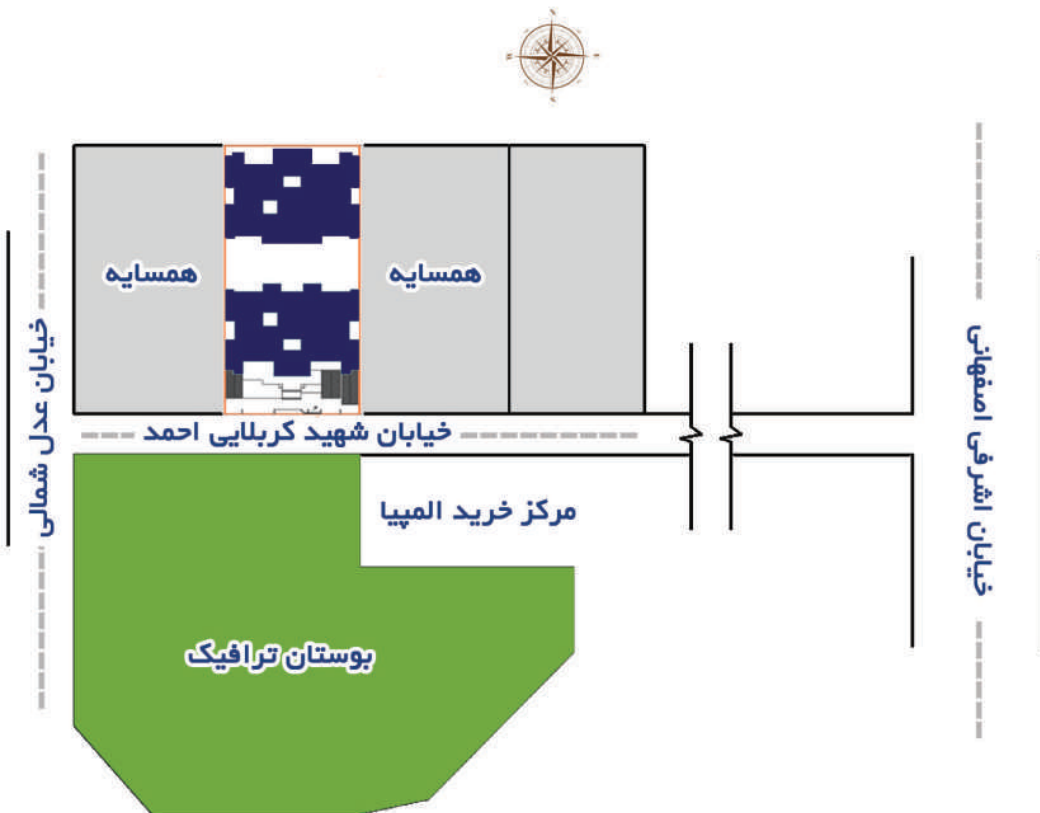 همسایه
همسایه
خیابان عدل شمالی
خیابان شهید کربلایی احمد
خیابان اشرفی اصفهانی
مرکز خرید المپیا
بوستان ترافیک